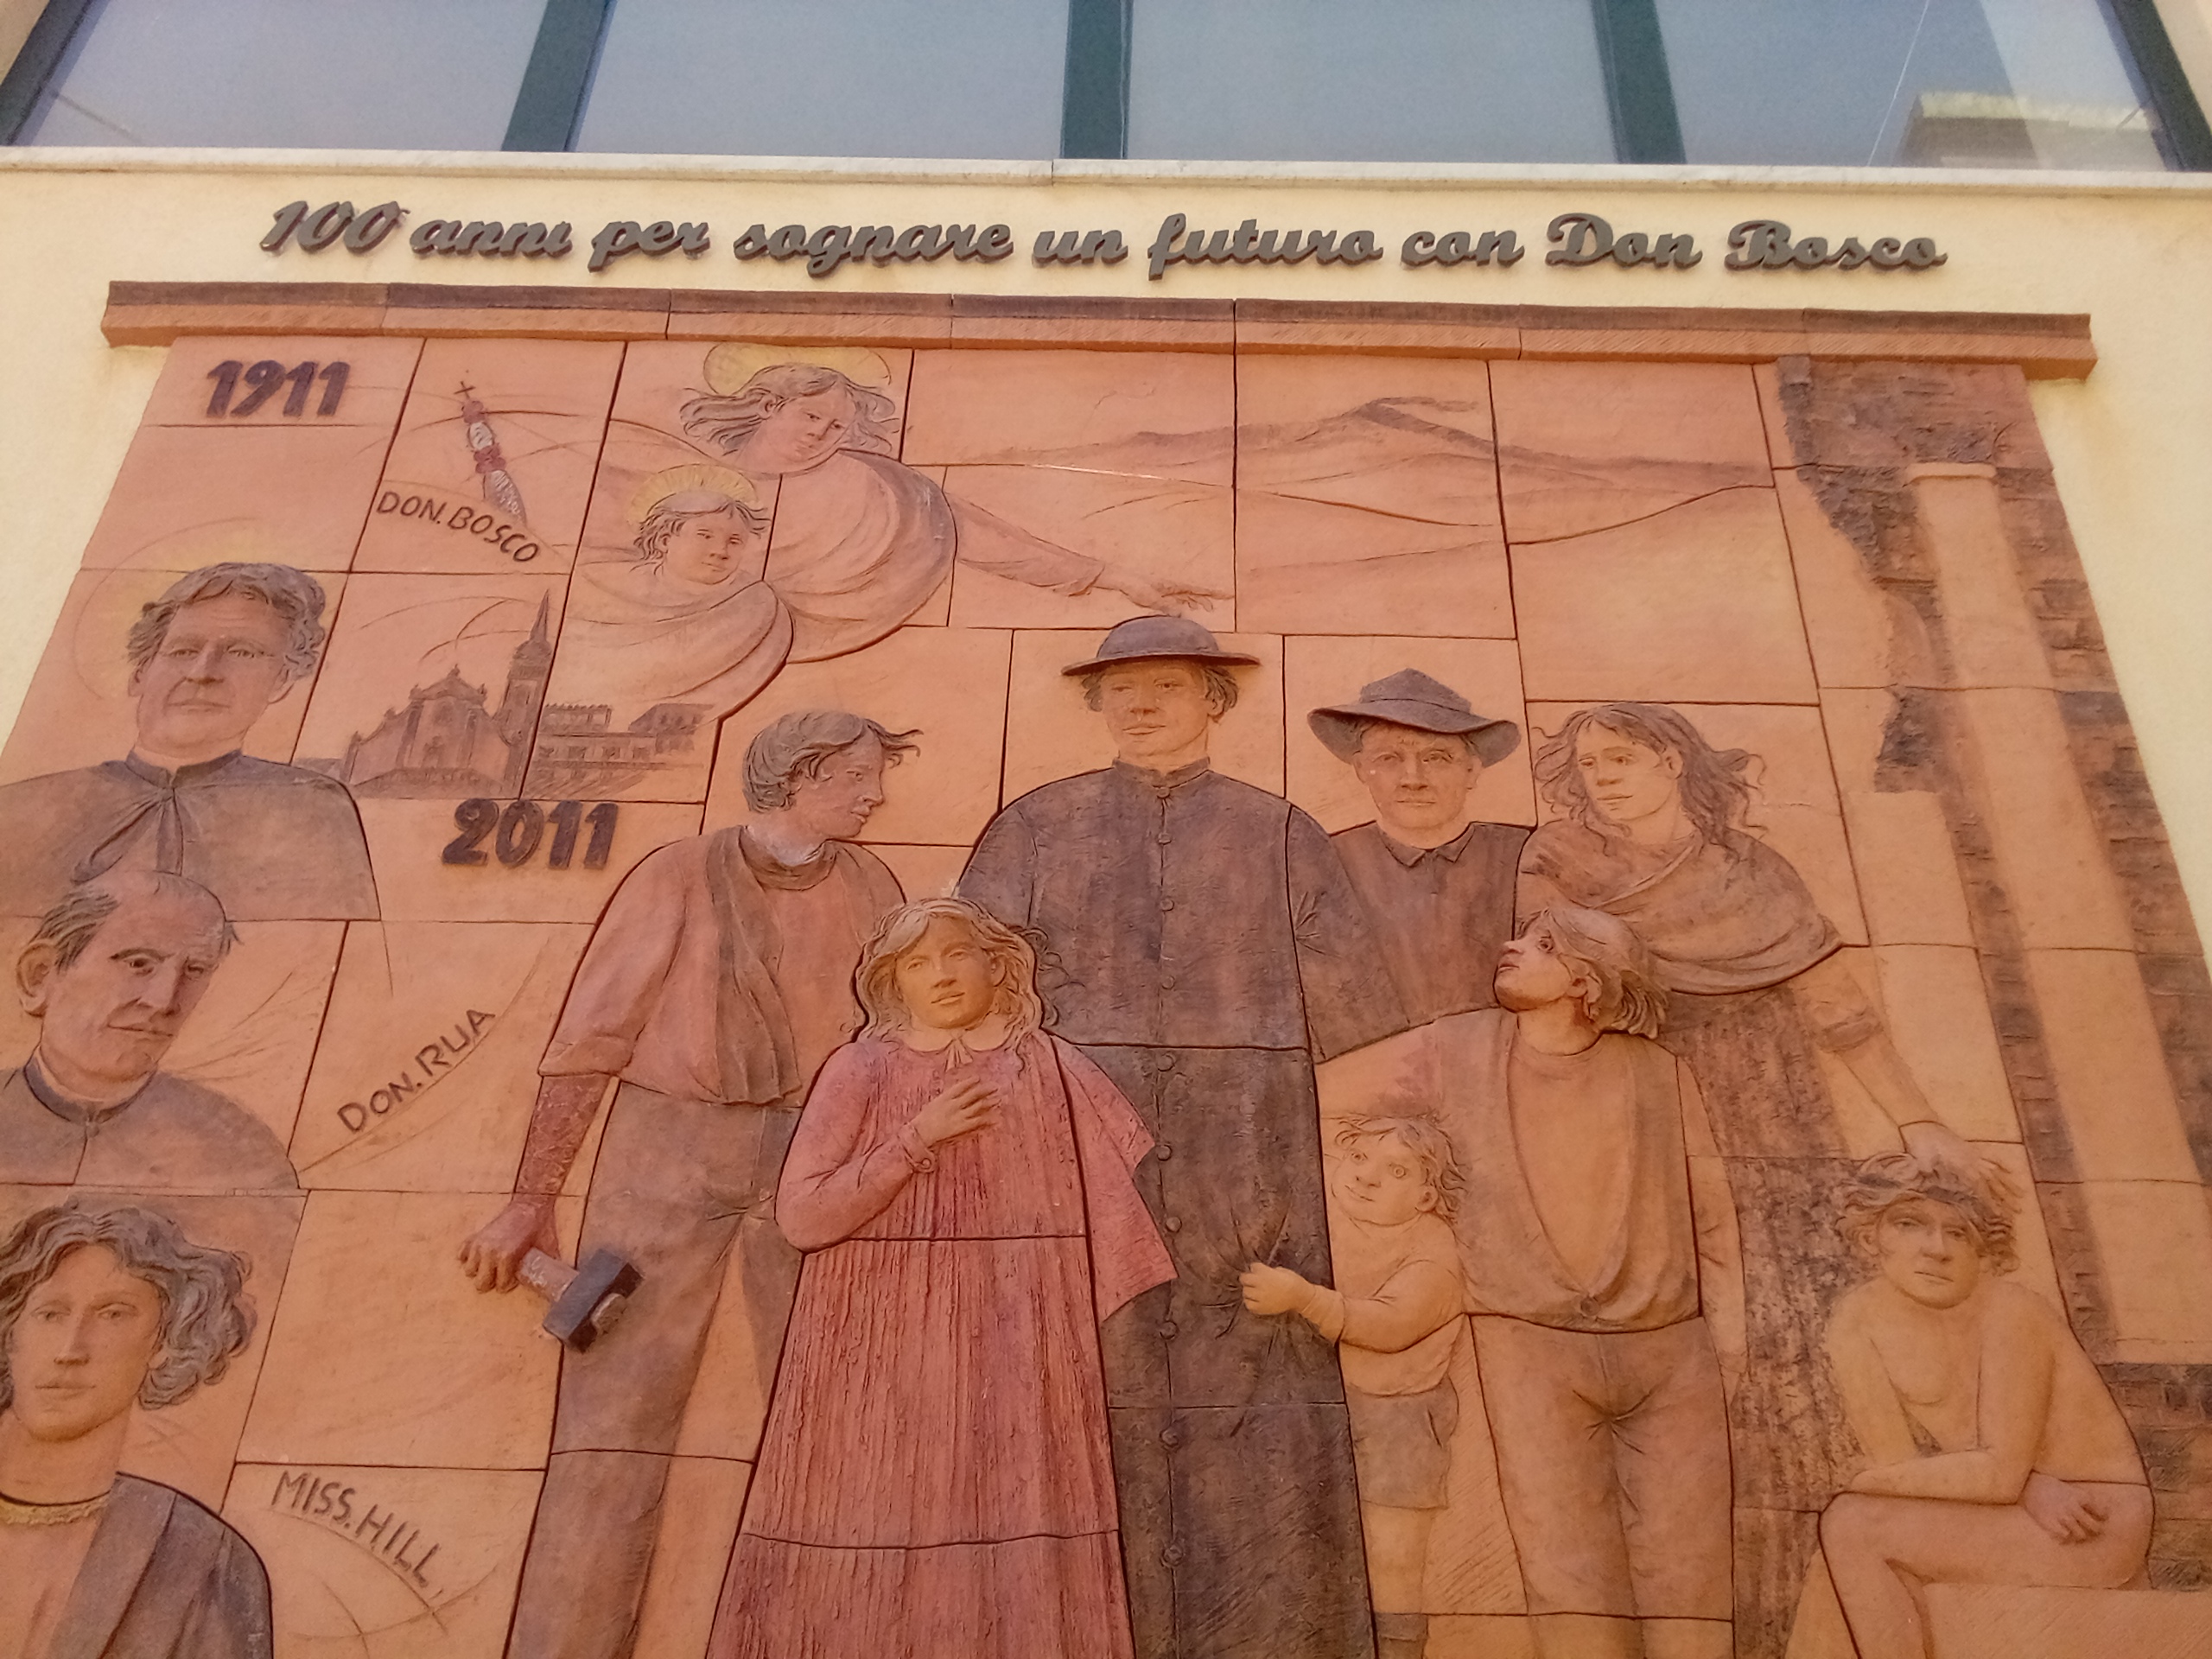 100 anni per sognare un futuro con Don Bosco
1911
DON. BOSCO
2011
DON. RUA
MISS. HILL